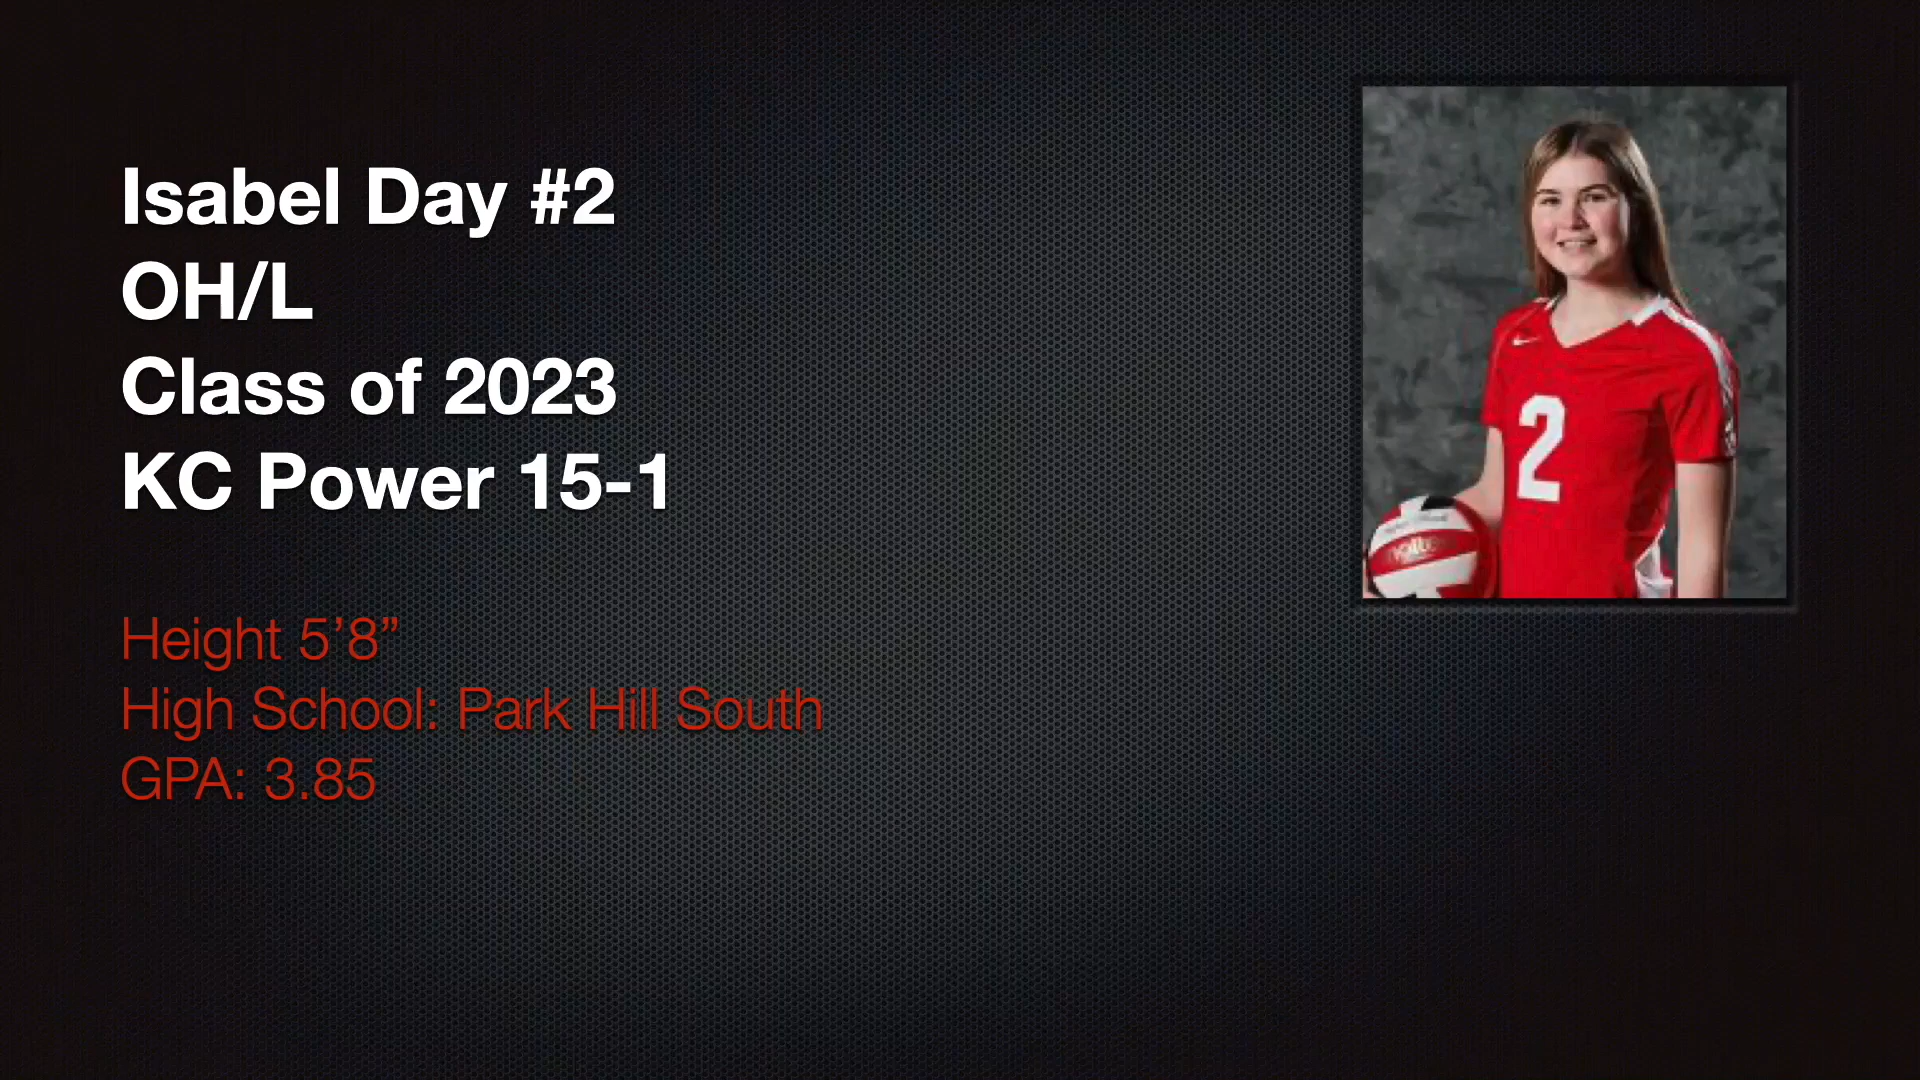 Isabel Day #2
OH/L
Class of 2023
KC Power 15-1
Height 5’8”
High School: Park Hill South
GPA: 3.85
2
molten